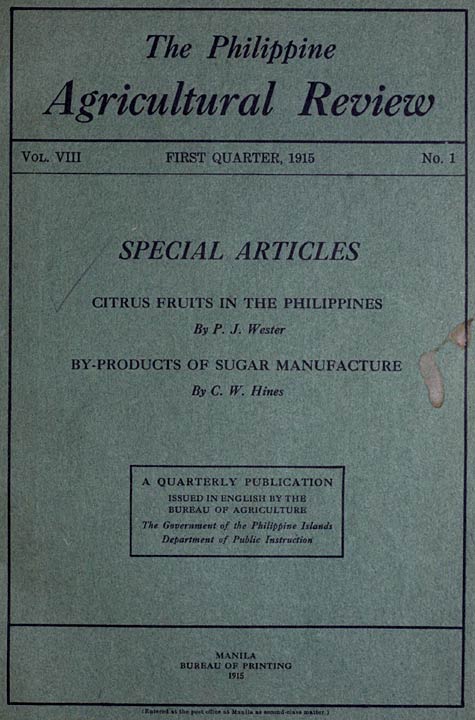 The Philippine
Agricultural Review
VOL. VIII FIRST QUARTER, 1915 No. 1
SPECIAL ARTICLES
CITRUS FRUITS IN THE PHILIPPINES
By P. J. Wester
BY-PRODUCTS OF SUGAR MANUFACTURE
By C. W. Hines
A QUARTERLY PUBLICATION
ISSUED IN ENGLISH BY THE
BUREAU OF AGRICULTURE
The Government of the Philippine Islands
Department of Public Instruction
MANILA
BUREAU OF PRINTING
1915
(Entered at the post office at Manila as second-class matter.)